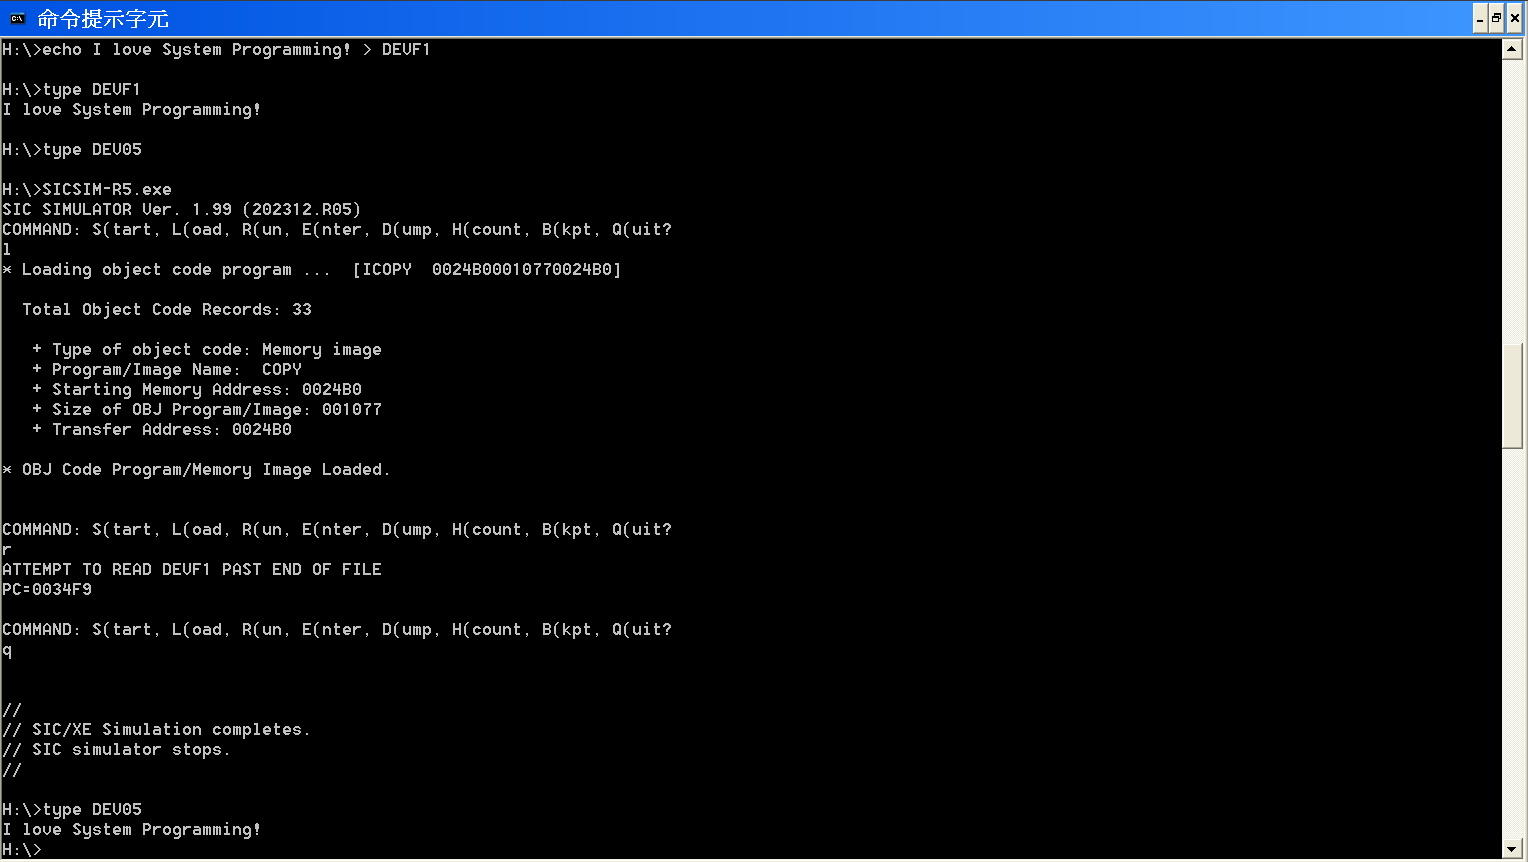 命令提示字元
H:\>echo I love System Programming! > DEVF1
H:\>type DEVF1
I love System Programming!
H:\>type DEV05
H:\>SICSIM-R5.exe
SIC SIMULATOR Ver. 1.99 (202312.R05)
COMMAND: S(tart, L(oad, R(un, E(nter, D(ump, H(count, B(kpt, Q(uit?
l
* Loading object code program ...  [ICOPY  0024B00010770024B0]
  Total Object Code Records: 33
   + Type of object code: Memory image
   + Program/Image Name:  COPY
   + Starting Memory Address: 0024B0
   + Size of OBJ Program/Image: 001077
   + Transfer Address: 0024B0
* OBJ Code Program/Memory Image Loaded.
COMMAND: S(tart, L(oad, R(un, E(nter, D(ump, H(count, B(kpt, Q(uit?
r
ATTEMPT TO READ DEVF1 PAST END OF FILE
PC=0034F9
COMMAND: S(tart, L(oad, R(un, E(nter, D(ump, H(count, B(kpt, Q(uit?
q
//
// SIC/XE Simulation completes.
// SIC simulator stops.
//
H:\>type DEV05
I love System Programming!
H:\>